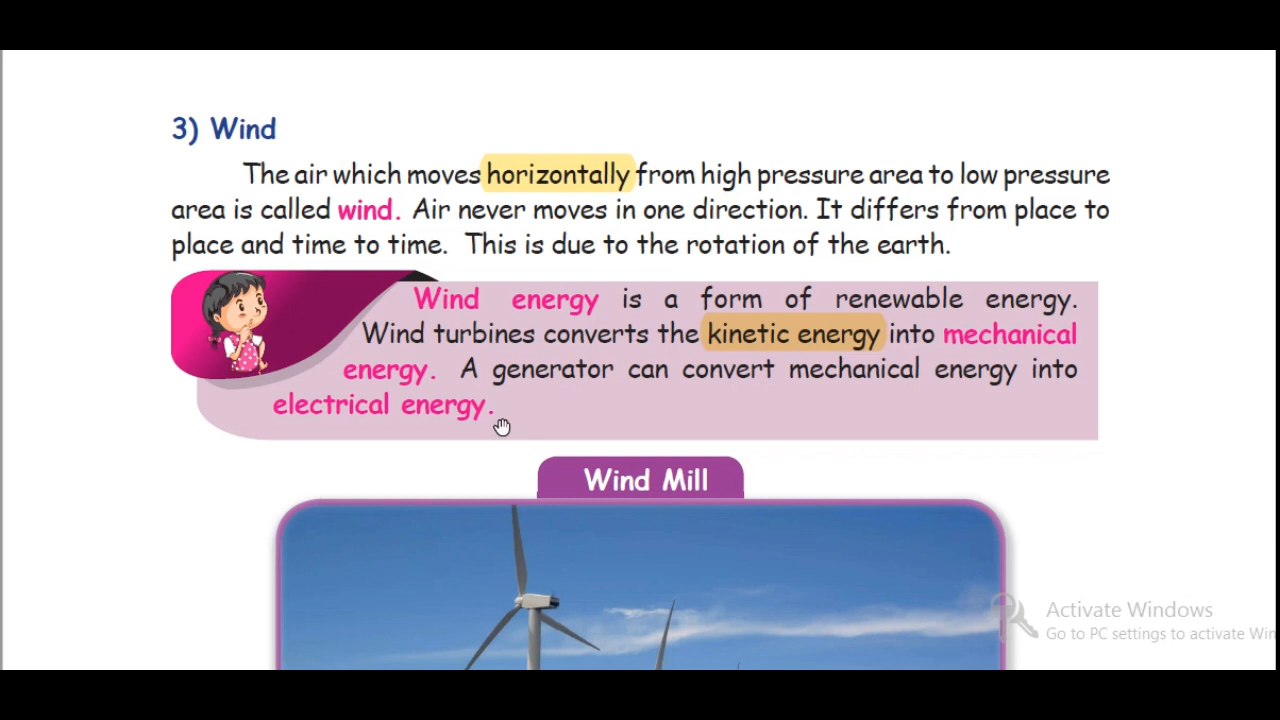 3) Wind
The air which moves horizontally from high pressure area to low pressure
area is called wind. Air never moves in one direction. It differs from place to
place and time to time. This is due to the rotation of the earth.
Wind energy is a form of renewable energy.
Wind turbines converts the kinetic energy into mechanical
energy. A generator can convert mechanical energy into
electrical energy.
Wind Mill
Activate Windows
Go to PC settings to activate Win